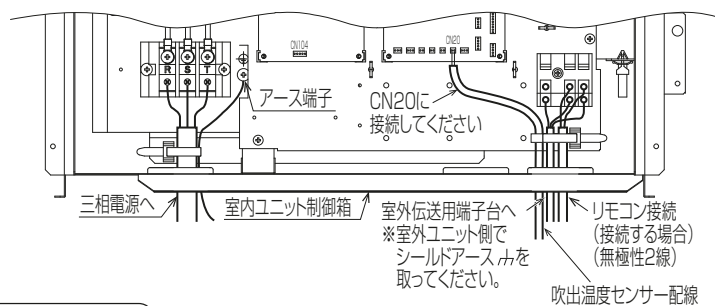 CN104
CN20
R S T
アース端子
CN20に
接続してください
三相電源へ
室内ユニット制御箱
室外伝送用端子台へ
※室外ユニット側で
シールドアース を
取ってください。
リモコン接続
(接続する場合)
(無極性2線)
吹出温度センサー配線